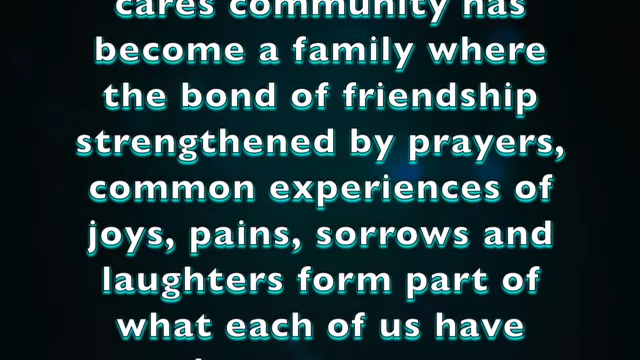 cares community has
become a family where
the bond of friendship
strengthened by prayers,
common experiences of
joys, pains, sorrows and
laughters form part of
what each of us have